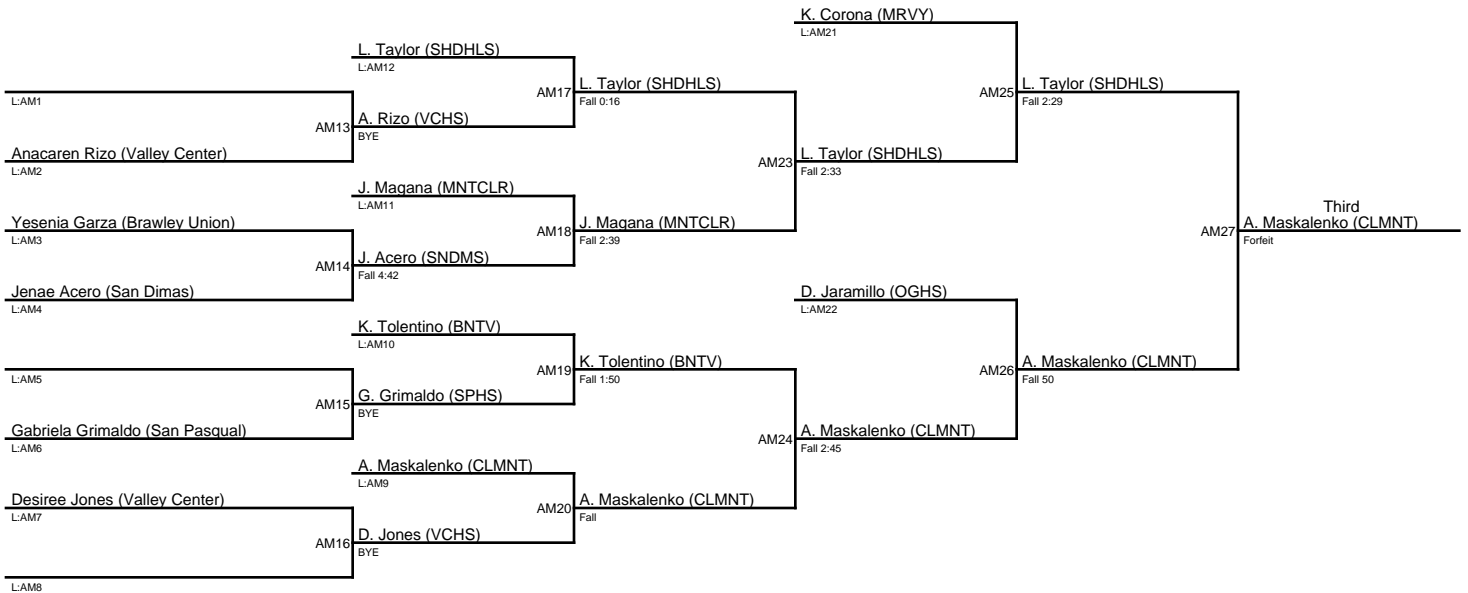 K. Corona (MRVY)
L:AM21
L. Taylor (SHDHLS)
L:AM12
L:AM1
AM17
L. Taylor (SHDHLS)
Fall 0:16
AM25
L. Taylor (SHDHLS)
Fall 2:29
AM13
A. Rizo (VCHS)
BYE
Anacaren Rizo (Valley Center)
L:AM2
AM23
L. Taylor (SHDHLS)
Fall 2:33
J. Magana (MNTCLR)
L:AM11
Yesenia Garza (Brawley Union)
L:AM3
AM18
J. Magana (MNTCLR)
Fall 2:39
Third
AM27
A. Maskalenko (CLMNT)
Forfeit
AM14
J. Acero (SNDMS)
Fall 4:42
Jenae Acero (San Dimas)
L:AM4
D. Jaramillo (OGHS)
L:AM22
K. Tolentino (BNTV)
L:AM10
L:AM5
AM19
K. Tolentino (BNTV)
Fall 1:50
AM26
A. Maskalenko (CLMNT)
Fall 50
AM15
G. Grimaldo (SPHS)
BYE
Gabriela Grimaldo (San Pasqual)
L:AM6
AM24
A. Maskalenko (CLMNT)
Fall 2:45
A. Maskalenko (CLMNT)
L:AM9
Desiree Jones (Valley Center)
L:AM7
AM20
A. Maskalenko (CLMNT)
Fall
AM16
D. Jones (VCHS)
BYE
L:AM8